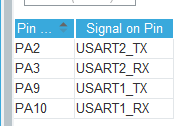 Pin ... Signal on Pin
PA2 USART2_TX
PA3 USART2_RX
PA9 USART1_TX
PA10 USART1_RX